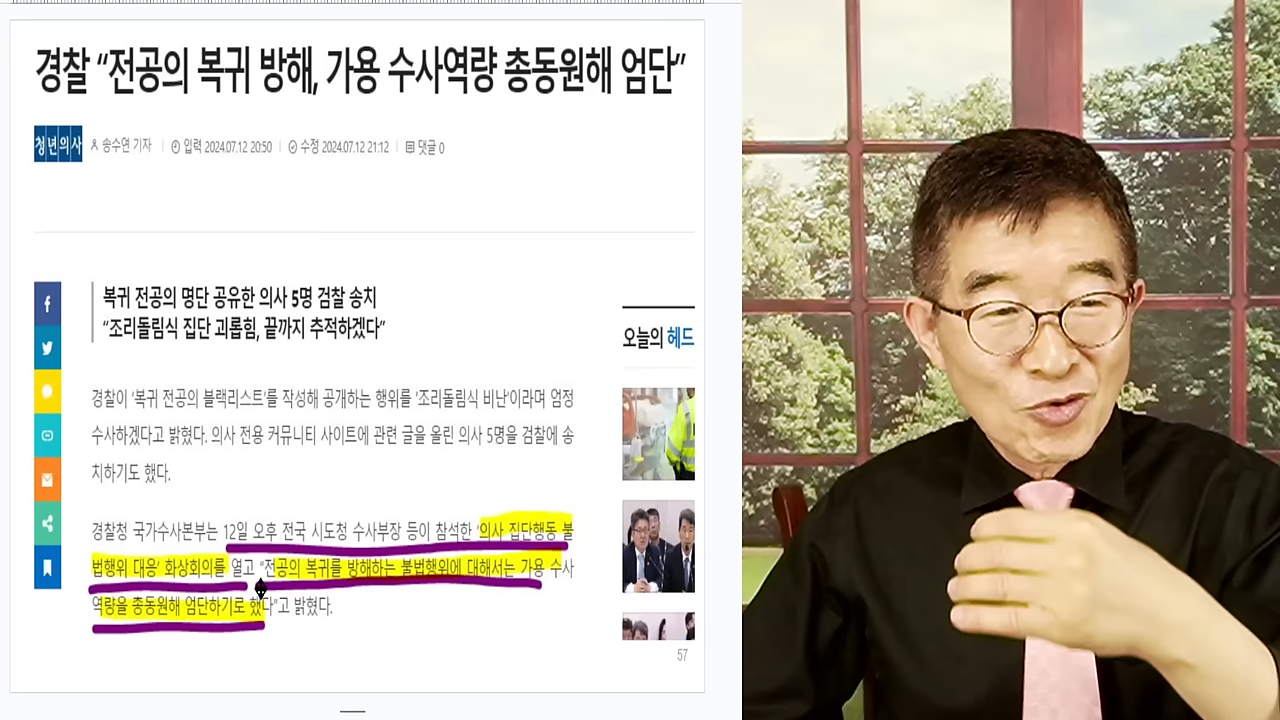 경찰 “전공의 복귀 방해, 가용 수사역량 총동원해 엄단”
청년의사 송수연 기자 입력 2024.07.12 20:50 수정 2024.07.12 21:12 댓글 0
복귀 전공의 명단 공유한 의사 5명 검찰 송치
“조리돌림식 집단 괴롭힘, 끝까지 추적하겠다”
오늘의 헤드
경찰이 ‘복귀 전공의 블랙리스트’를 작성해 공개하는 행위를 ‘조리돌림식 비난’이라며 엄정
수사하겠다고 밝혔다. 의사 전용 커뮤니티 사이트에 관련 글을 올린 의사 5명을 검찰에 송
치하기도 했다.
경찰청 국가수사본부는 12일 오후 전국 시도청 수사부장 등이 참석한 ‘의사 집단행동 불
법행위 대응’ 화상회의를 열고 “전공의 복귀를 방해하는 불법행위에 대해서는 가용 수사
역량을 총동원해 엄단하기로 했다”고 밝혔다.
57